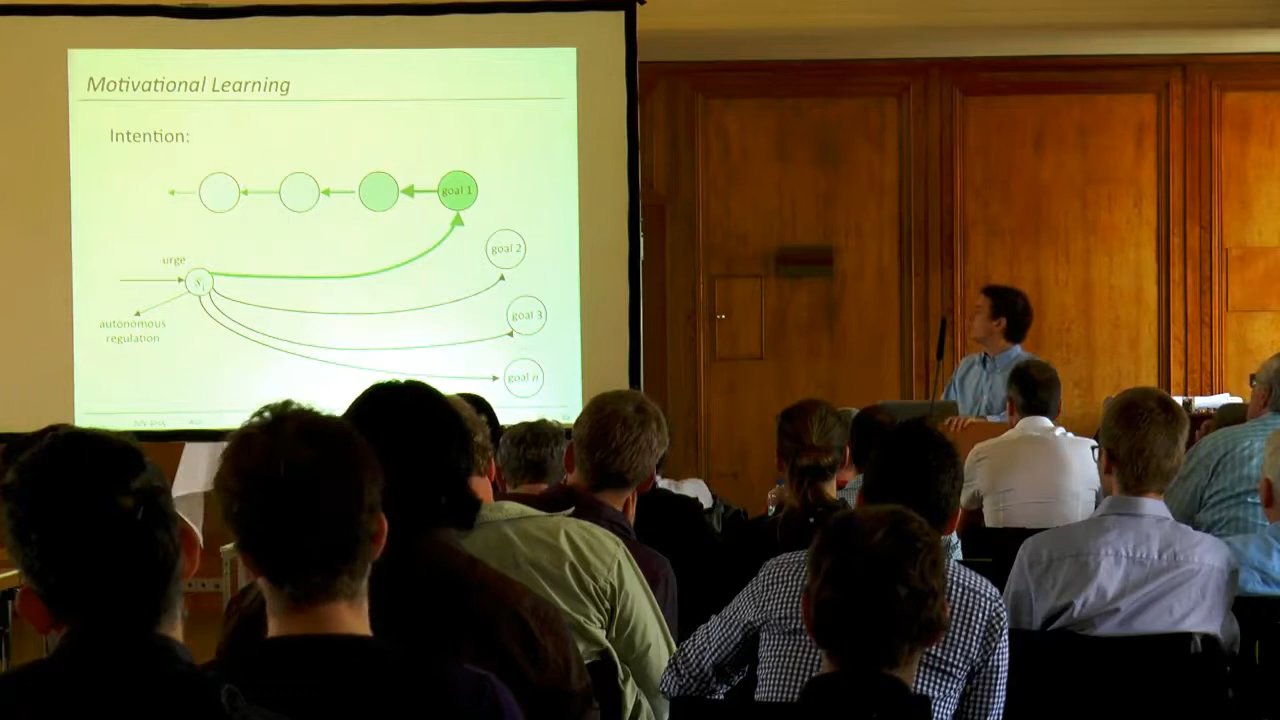 Motivational Learning
Intention:
goal 1
goal 2
urge
S
goal 3
autonomous
regulation
goal n